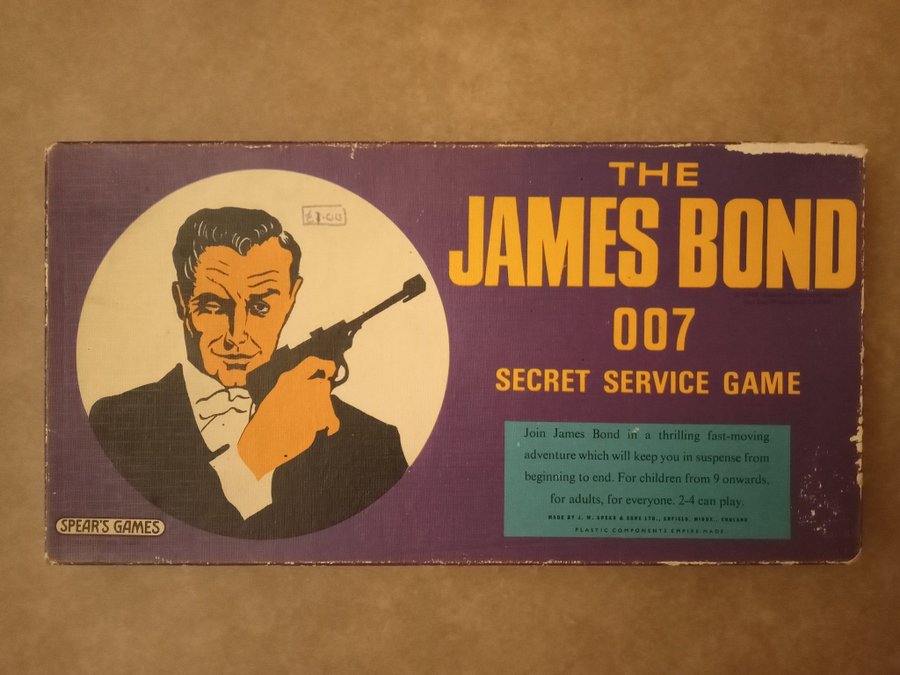 £1.00
THE
JAMES BOND
007
SECRET SERVICE GAME
Join James Bond in a thrilling fast-moving
adventure which will keep you in suspense from
beginning to end. For children from 9 onwards,
for adults, for everyone. 2-4 can play.
MADE BY J. W. SPEAR & SONS LTD., ENFIELD, MIDDX., ENGLAND
PLASTIC COMPONENTS EMPIRE MADE
SPEAR'S GAMES